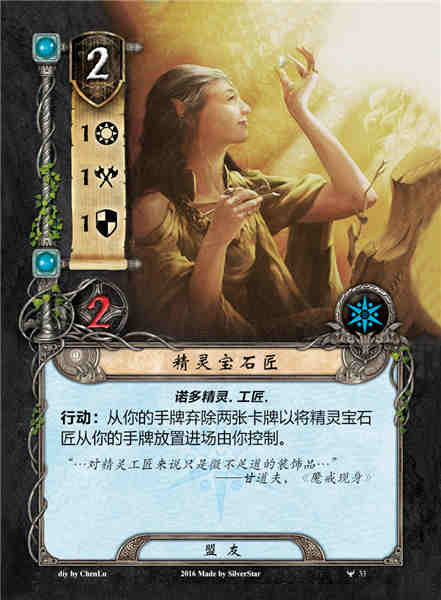 2
1
1
1
2
精灵宝石匠
诺多精灵. 工匠.
行动：从你的手牌弃除两张卡牌以将精灵宝石
匠从你的手牌放置进场由你控制。
“…对精灵工匠来说只是微不足道的装饰品…”
——甘道夫，《魔戒现身》
盟友
diy by ChenLu 2016 Made by SilverStar 33